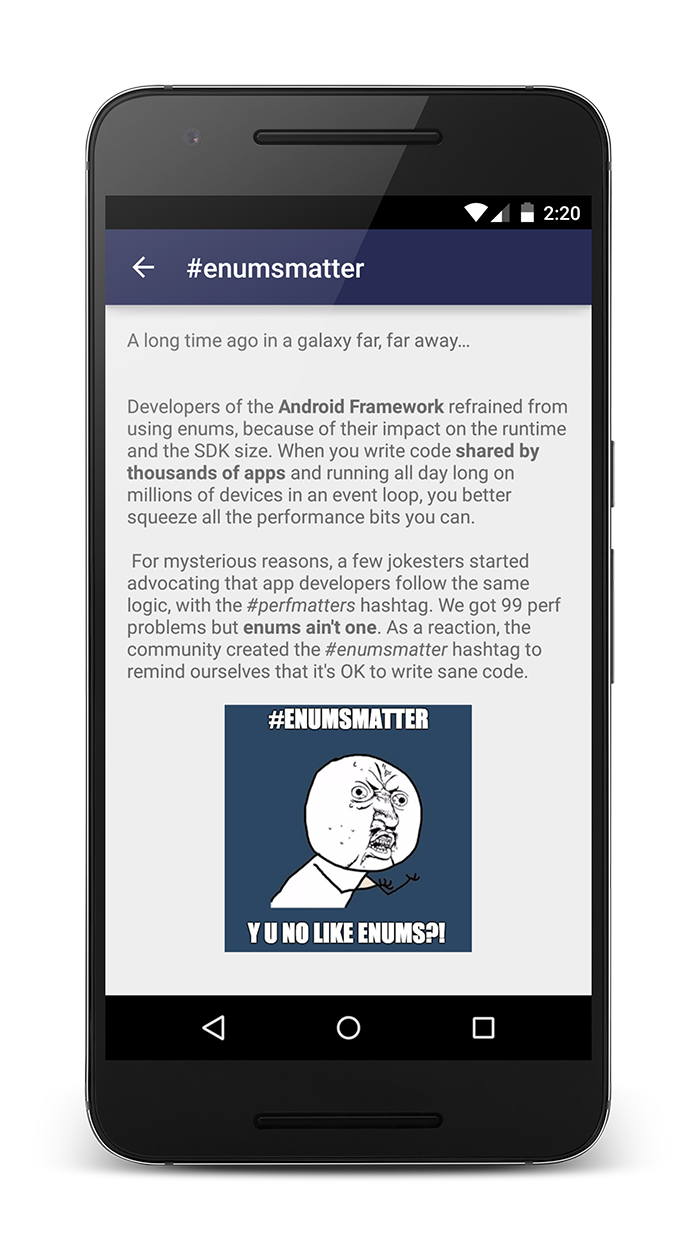 2:20
#enumsmatter
A long time ago in a galaxy far, far away...
Developers of the Android Framework refrained from
using enums, because of their impact on the runtime
and the SDK size. When you write code shared by
thousands of apps and running all day long on
millions of devices in an event loop, you better
squeeze all the performance bits you can.
For mysterious reasons, a few jokesters started
advocating that app developers follow the same
logic, with the #perfmatters hashtag. We got 99 perf
problems but enums ain't one. As a reaction, the
community created the #enumsmatter hashtag to
remind ourselves that it's OK to write sane code.
#ENUMSMATTER
Y U NO LIKE ENUMS?!